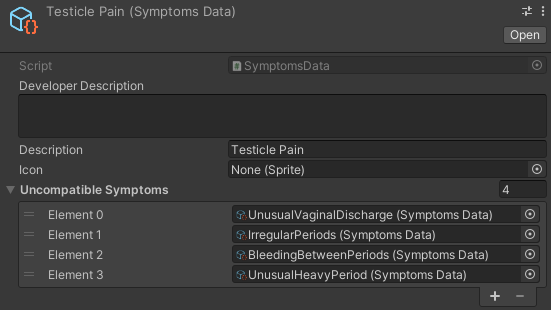 Testicle Pain (Symptoms Data)
Open
Script SymptomsData
Developer Description
Description Testicle Pain
Icon None (Sprite)
Uncompatible Symptoms 4
Element 0 UnusualVaginalDischarge (Symptoms Data)
Element 1 IrregularPeriods (Symptoms Data)
Element 2 BleedingBetweenPeriods (Symptoms Data)
Element 3 UnusualHeavyPeriod (Symptoms Data)